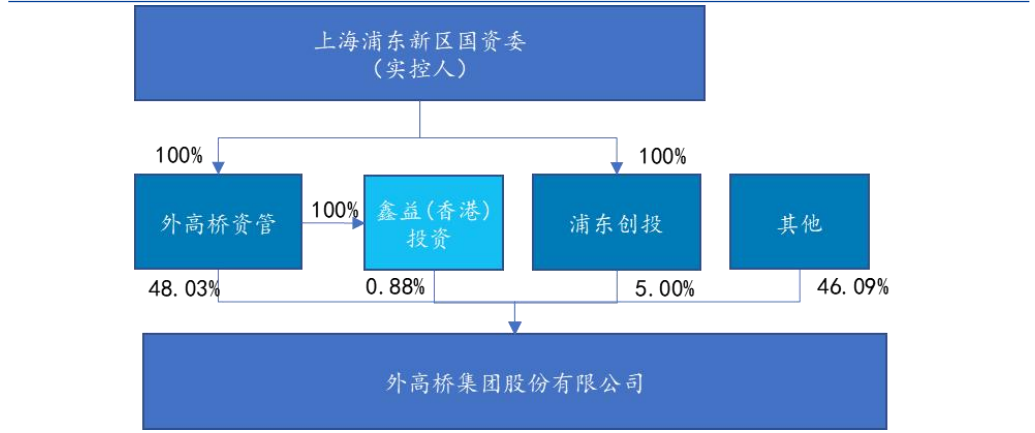 上海浦东新区国资委
（实控人）
100%
100%
外高桥资管
100%
鑫益(香港)
投资
浦东创投
其他
48.03%
0.88%
5.00%
46.09%
外高桥集团股份有限公司